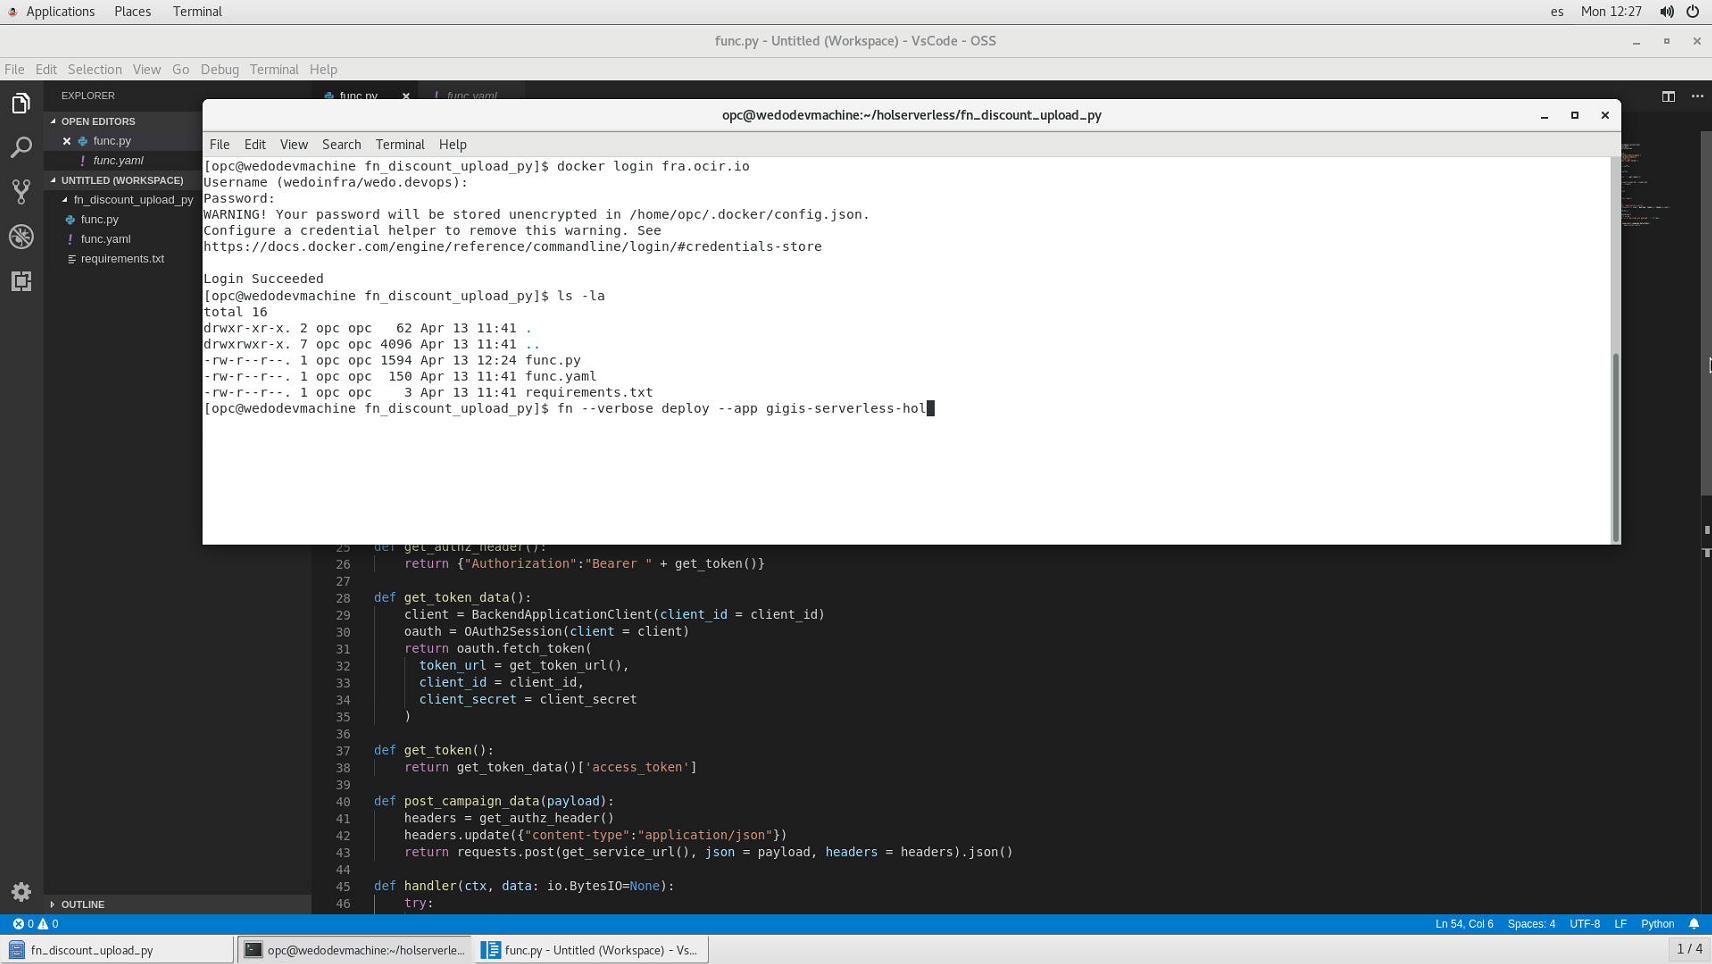 Applications Places Terminal es Mon 12:27
func.py - Untitled (Workspace) - VsCode - OSS
File Edit Selection View Go Debug Terminal Help
EXPLORER
func.py
func.yaml
OPEN EDITORS
func.py
func.yaml
UNTITLED (WORKSPACE)
fn_discount_upload_py
func.py
func.yaml
requirements.txt
opc@wedodevmachine:~/holserverless/fn_discount_upload_py
File Edit View Search Terminal Help
[opc@wedodevmachine fn_discount_upload_py]$ docker login fra.ocir.io
Username (wedoinfra/wedo.devops):
Password:
WARNING! Your password will be stored unencrypted in /home/opc/.docker/config.json.
Configure a credential helper to remove this warning. See
https://docs.docker.com/engine/reference/commandline/login/#credentials-store
Login Succeeded
[opc@wedodevmachine fn_discount_upload_py]$ ls -la
total 16
drwxr-xr-x. 2 opc opc   62 Apr 13 11:41 .
drwxrwxr-x. 7 opc opc 4096 Apr 13 11:41 ..
-rw-r--r--. 1 opc opc 1594 Apr 13 12:24 func.py
-rw-r--r--. 1 opc opc  150 Apr 13 11:41 func.yaml
-rw-r--r--. 1 opc opc    3 Apr 13 11:41 requirements.txt
[opc@wedodevmachine fn_discount_upload_py]$ fn --verbose deploy --app gigis-serverless-hol
25 def get_authz_header():
26     return {"Authorization":"Bearer " + get_token()}
27
28 def get_token_data():
29     client = BackendApplicationClient(client_id = client_id)
30     oauth = OAuth2Session(client = client)
31     return oauth.fetch_token(
32       token_url = get_token_url(),
33       client_id = client_id,
34       client_secret = client_secret
35     )
36
37 def get_token():
38     return get_token_data()['access_token']
39
40 def post_campaign_data(payload):
41     headers = get_authz_header()
42     headers.update({"content-type":"application/json"})
43     return requests.post(get_service_url(), json = payload, headers = headers).json()
44
45 def handler(ctx, data: io.BytesIO=None):
46     try:
OUTLINE
0 0 Ln 54, Col 6 Spaces: 4 UTF-8 LF Python
fn_discount_upload_py opc@wedodevmachine:~/holserverle... func.py - Untitled (Workspace) - Vs... 1 / 4